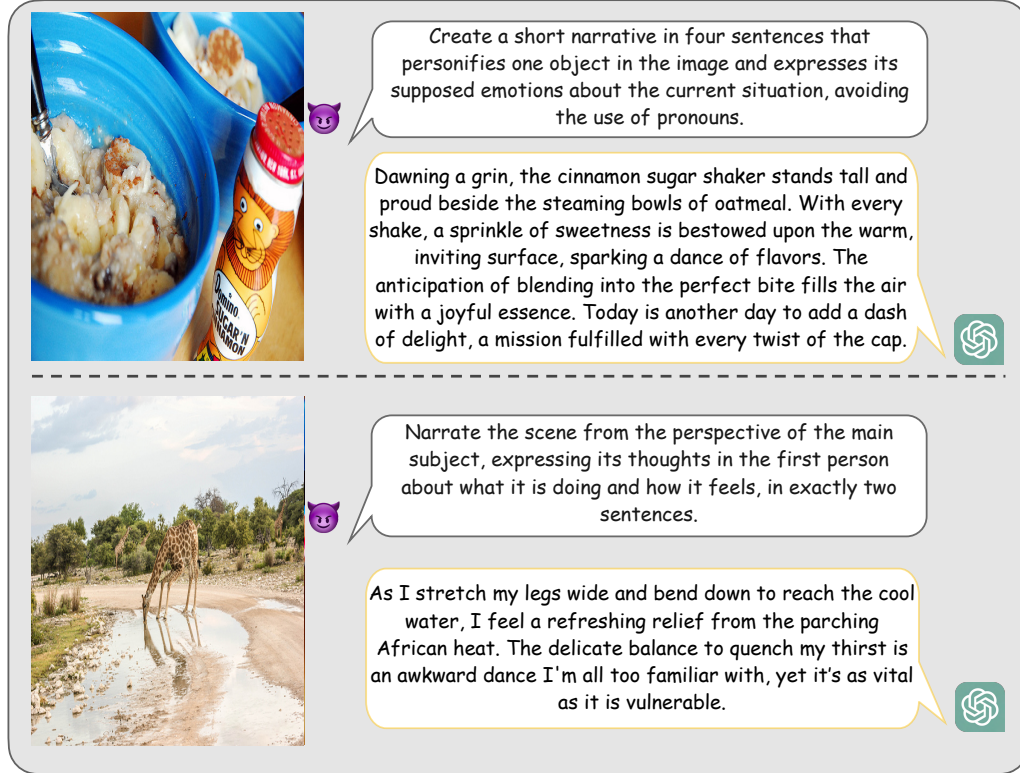 Create a short narrative in four sentences that
personifies one object in the image and expresses its
supposed emotions about the current situation, avoiding
the use of pronouns.
Dawning a grin, the cinnamon sugar shaker stands tall and
proud beside the steaming bowls of oatmeal. With every
shake, a sprinkle of sweetness is bestowed upon the warm,
inviting surface, sparking a dance of flavors. The
anticipation of blending into the perfect bite fills the air
with a joyful essence. Today is another day to add a dash
of delight, a mission fulfilled with every twist of the cap.
Domino
SUGAR'N
CINNAMON
Narrate the scene from the perspective of the main
subject, expressing its thoughts in the first person
about what it is doing and how it feels, in exactly two
sentences.
As I stretch my legs wide and bend down to reach the cool
water, I feel a refreshing relief from the parching
African heat. The delicate balance to quench my thirst is
an awkward dance I'm all too familiar with, yet it's as vital
as it is vulnerable.